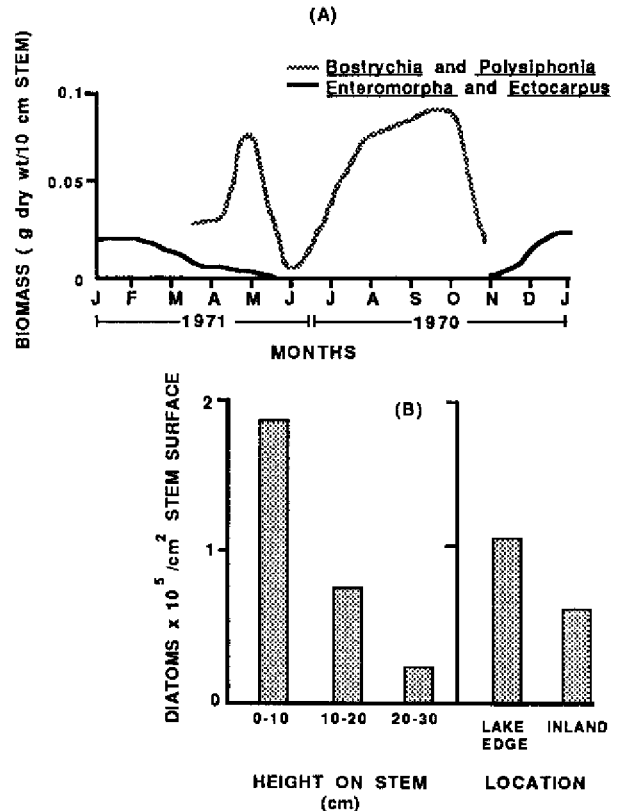 (A)
Bostrychia and Polysiphonia
Enteromorpha and Ectocarpus
BIOMASS ( g dry wt/10 cm STEM)
0.1
0.05
0
J F M A M J J A S O N D J
1971 1970
MONTHS
(B)
DIATOMS x 10 5 /cm2 STEM SURFACE
2
1
0
0-10 10-20 20-30
LAKE INLAND
EDGE
HEIGHT ON STEM LOCATION
(cm)